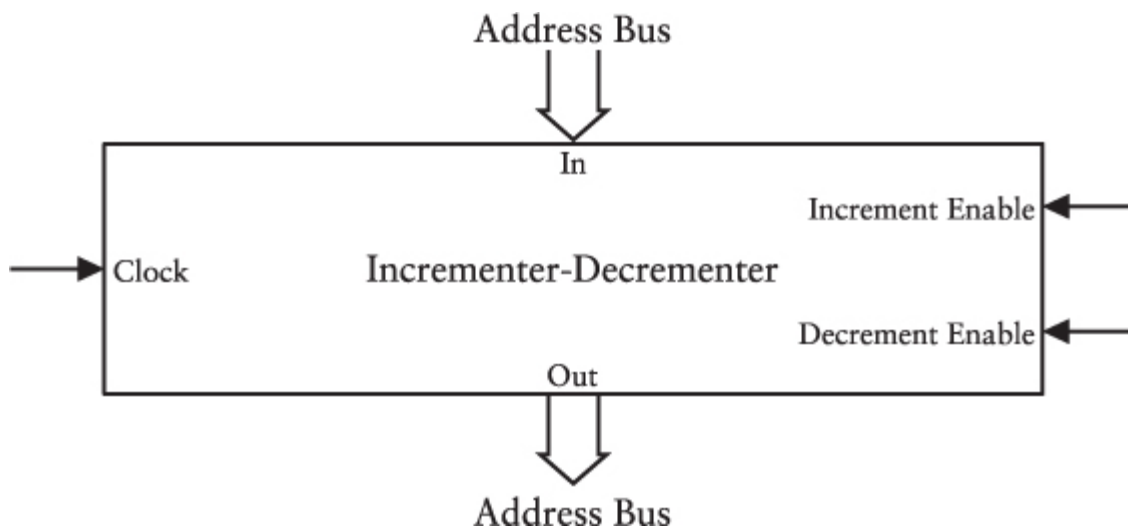 Address Bus
In
Increment Enable
Clock
Incrementer-Decrementer
Decrement Enable
Out
Address Bus